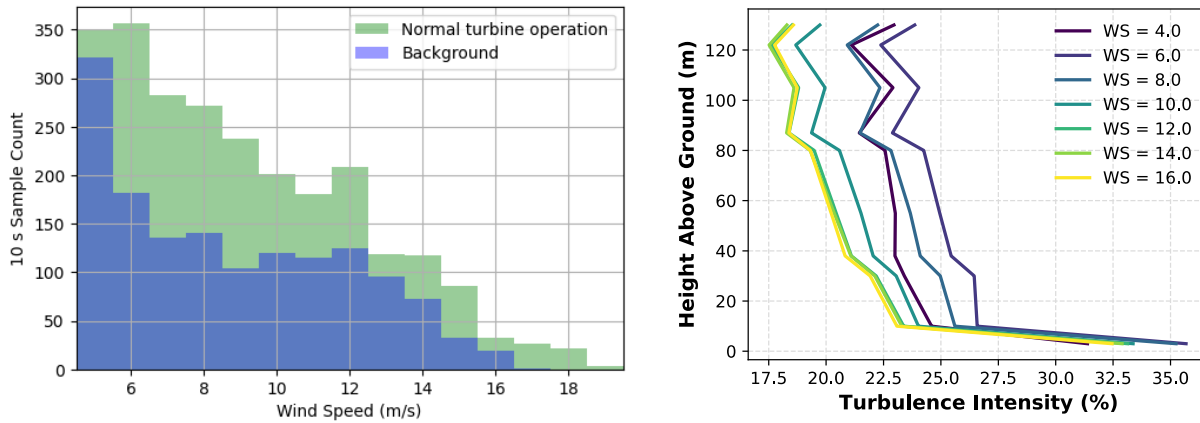 350
300
250
200
150
100
50
0
10 s Sample Count
6 8 10 12 14 16 18
Wind Speed (m/s)
Normal turbine operation
Background
120
100
80
60
40
20
0
Height Above Ground (m)
17.5 20.0 22.5 25.0 27.5 30.0 32.5 35.0
Turbulence Intensity (%)
WS = 4.0
WS = 6.0
WS = 8.0
WS = 10.0
WS = 12.0
WS = 14.0
WS = 16.0